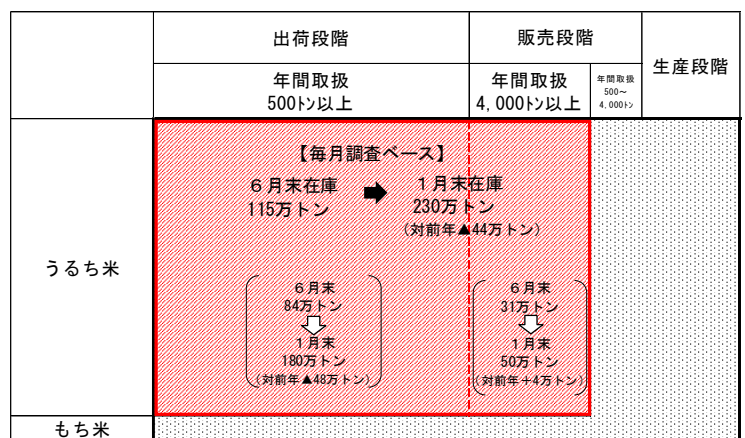 出荷段階
販売段階
生産段階
年間取扱
500㌧以上
年間取扱
4,000㌧以上
年間取扱
500～
4,000㌧
うるち米
【毎月調査ベース】
６月末在庫
115万トン
１月末在庫
230万トン
(対前年▲44万トン)
６月末
84万トン
１月末
180万トン
(対前年▲48万トン)
６月末
31万トン
１月末
50万トン
(対前年＋4万トン)
もち米